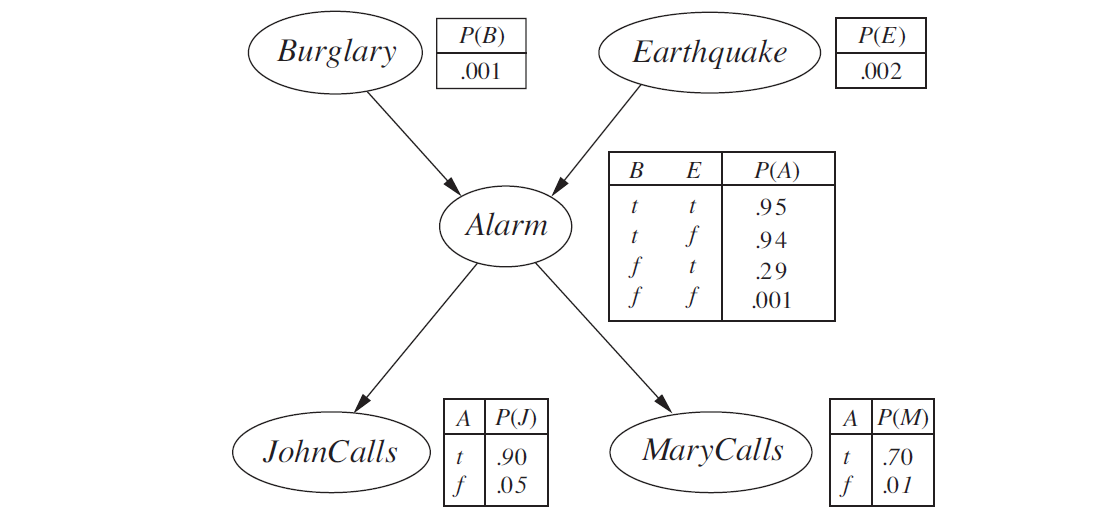 Burglary
P(B)
.001
Earthquake
P(E)
.002
Alarm
B E P(A)
t t .95
t f .94
f t .29
f f .001
JohnCalls
A P(J)
t .90
f .05
MaryCalls
A P(M)
t .70
f .01